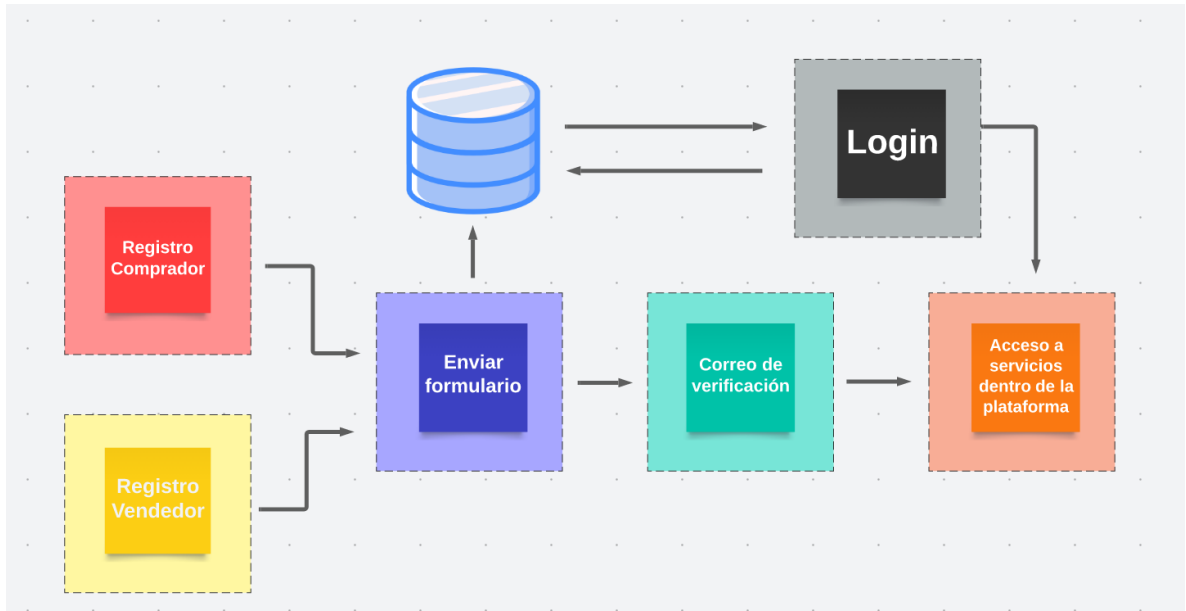 Login
Registro
Comprador
Enviar
formulario
Correo de
verificación
Acceso a
servicios
dentro de la
plataforma
Registro
Vendedor